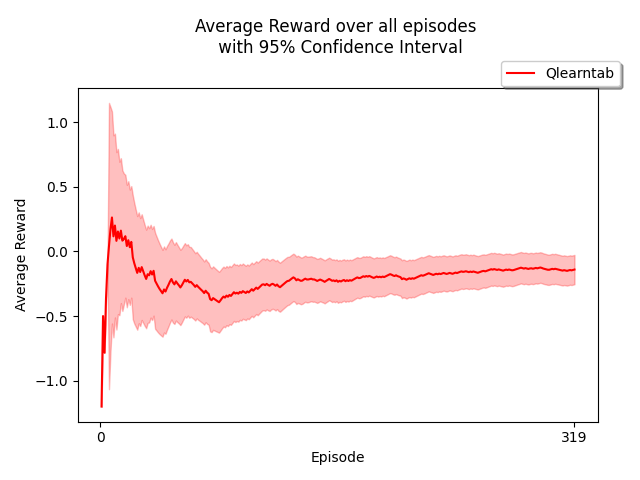 Average Reward over all episodes
with 95% Confidence Interval
Qlearntab
1.0
0.5
0.0
−0.5
−1.0
Average Reward
0
319
Episode